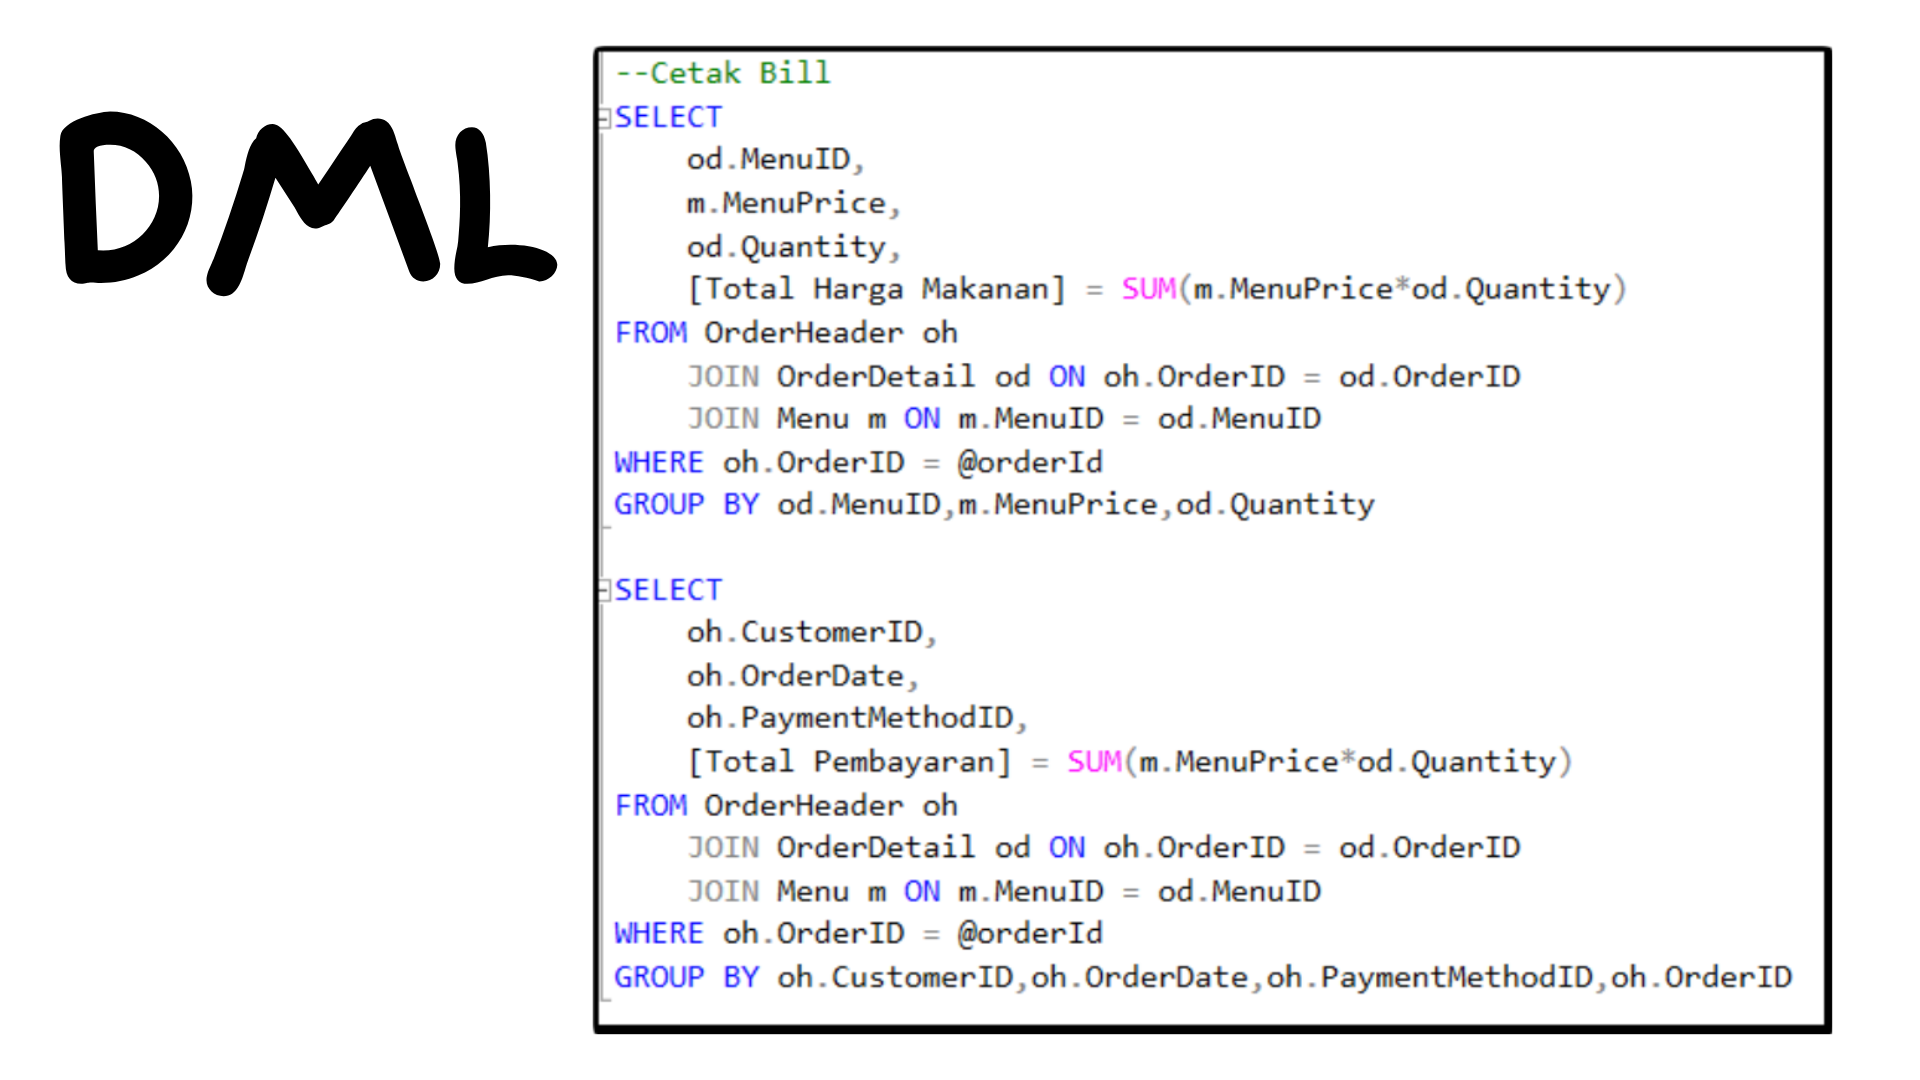 DML
--Cetak Bill
SELECT
od.MenuID,
m.MenuPrice,
od.Quantity,
[Total Harga Makanan] = SUM(m.MenuPrice*od.Quantity)
FROM OrderHeader oh
JOIN OrderDetail od ON oh.OrderID = od.OrderID
JOIN Menu m ON m.MenuID = od.MenuID
WHERE oh.OrderID = @orderId
GROUP BY od.MenuID,m.MenuPrice,od.Quantity
SELECT
oh.CustomerID,
oh.OrderDate,
oh.PaymentMethodID,
[Total Pembayaran] = SUM(m.MenuPrice*od.Quantity)
FROM OrderHeader oh
JOIN OrderDetail od ON oh.OrderID = od.OrderID
JOIN Menu m ON m.MenuID = od.MenuID
WHERE oh.OrderID = @orderId
GROUP BY oh.CustomerID,oh.OrderDate,oh.PaymentMethodID,oh.OrderID